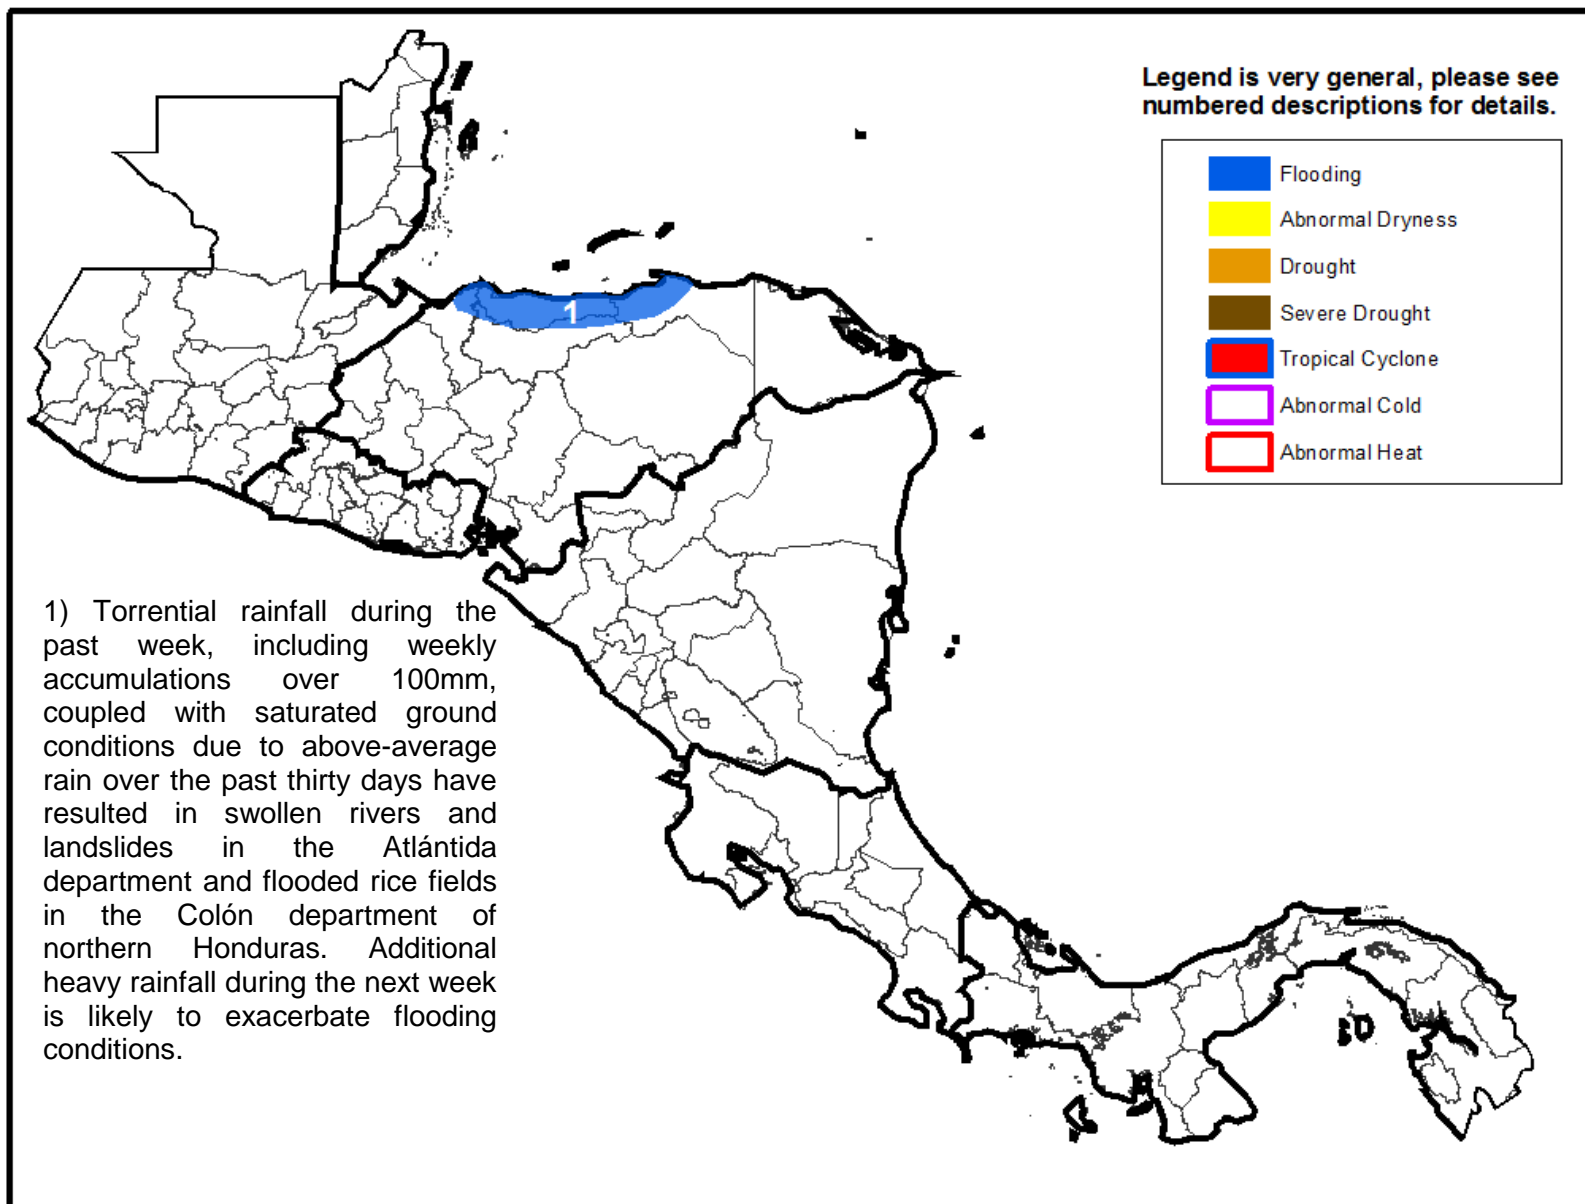 Legend is very general, please see
numbered descriptions for details.
Flooding
Abnormal Dryness
Drought
Severe Drought
Tropical Cyclone
Abnormal Cold
Abnormal Heat
1
1) Torrential rainfall during the
past week, including weekly
accumulations over 100mm,
coupled with saturated ground
conditions due to above-average
rain over the past thirty days have
resulted in swollen rivers and
landslides in the Atlántida
department and flooded rice fields
in the Colón department of
northern Honduras. Additional
heavy rainfall during the next week
is likely to exacerbate flooding
conditions.